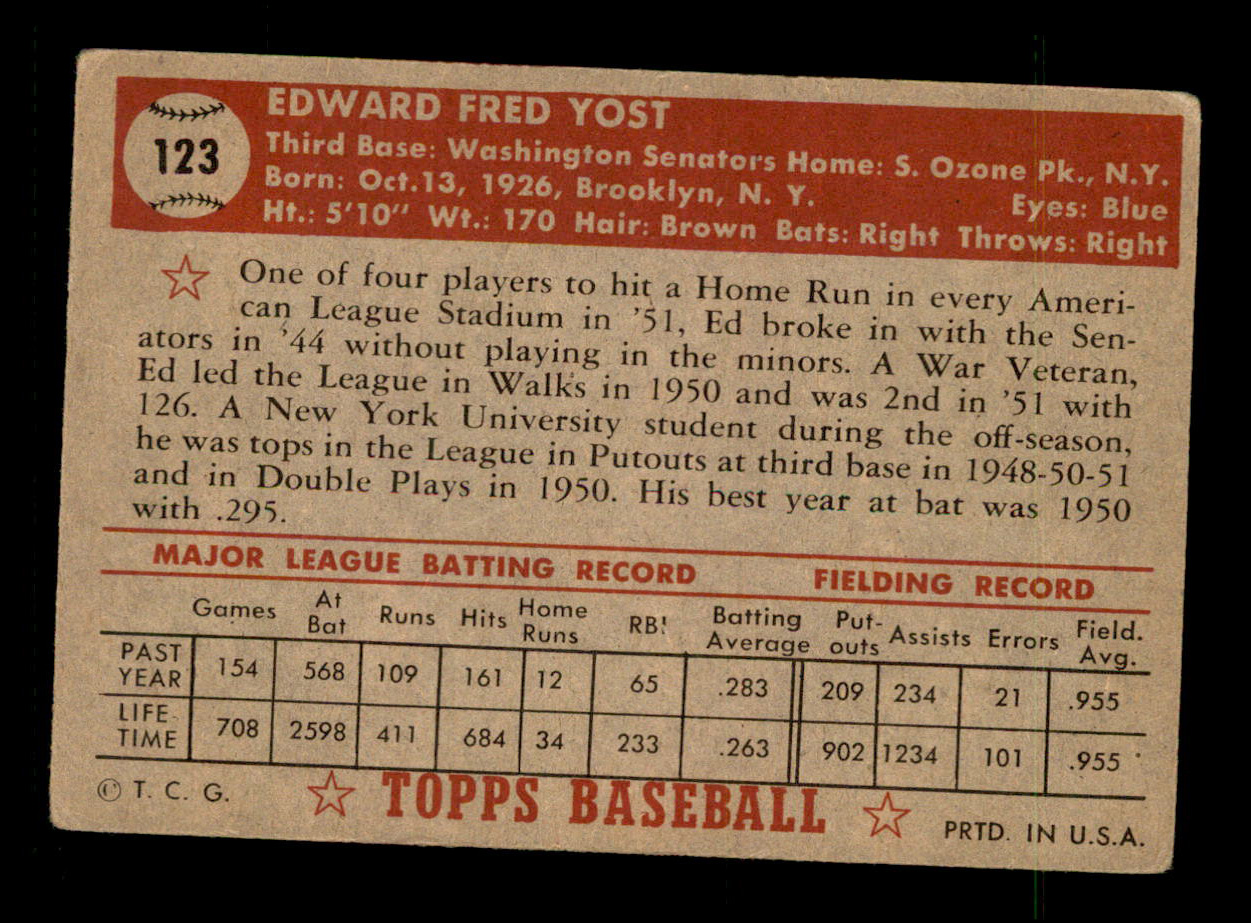 123
EDWARD FRED YOST
Third Base: Washington Senators Home: S. Ozone Pk., N.Y.
Born: Oct.13, 1926, Brooklyn, N. Y. Eyes: Blue
Ht.: 5'10" Wt.: 170 Hair: Brown Bats: Right Throws: Right
One of four players to hit a Home Run in every Ameri-
can League Stadium in '51, Ed broke in with the Sen-
ators in '44 without playing in the minors. A War Veteran,
Ed led the League in Walks in 1950 and was 2nd in '51 with
126. A New York University student during the off-season,
he was tops in the League in Putouts at third base in 1948-50-51
and in Double Plays in 1950. His best year at bat was 1950
with .295.
MAJOR LEAGUE BATTING RECORD FIELDING RECORD
Games At Bat Runs Hits Home Runs RBI Batting Average Put-outs Assists Errors Field. Avg.
PAST YEAR 154 568 109 161 12 65 .283 209 234 21 .955
LIFE TIME 708 2598 411 684 34 233 .263 902 1234 101 .955
© T. C. G. TOPPS BASEBALL PRTD. IN U.S.A.